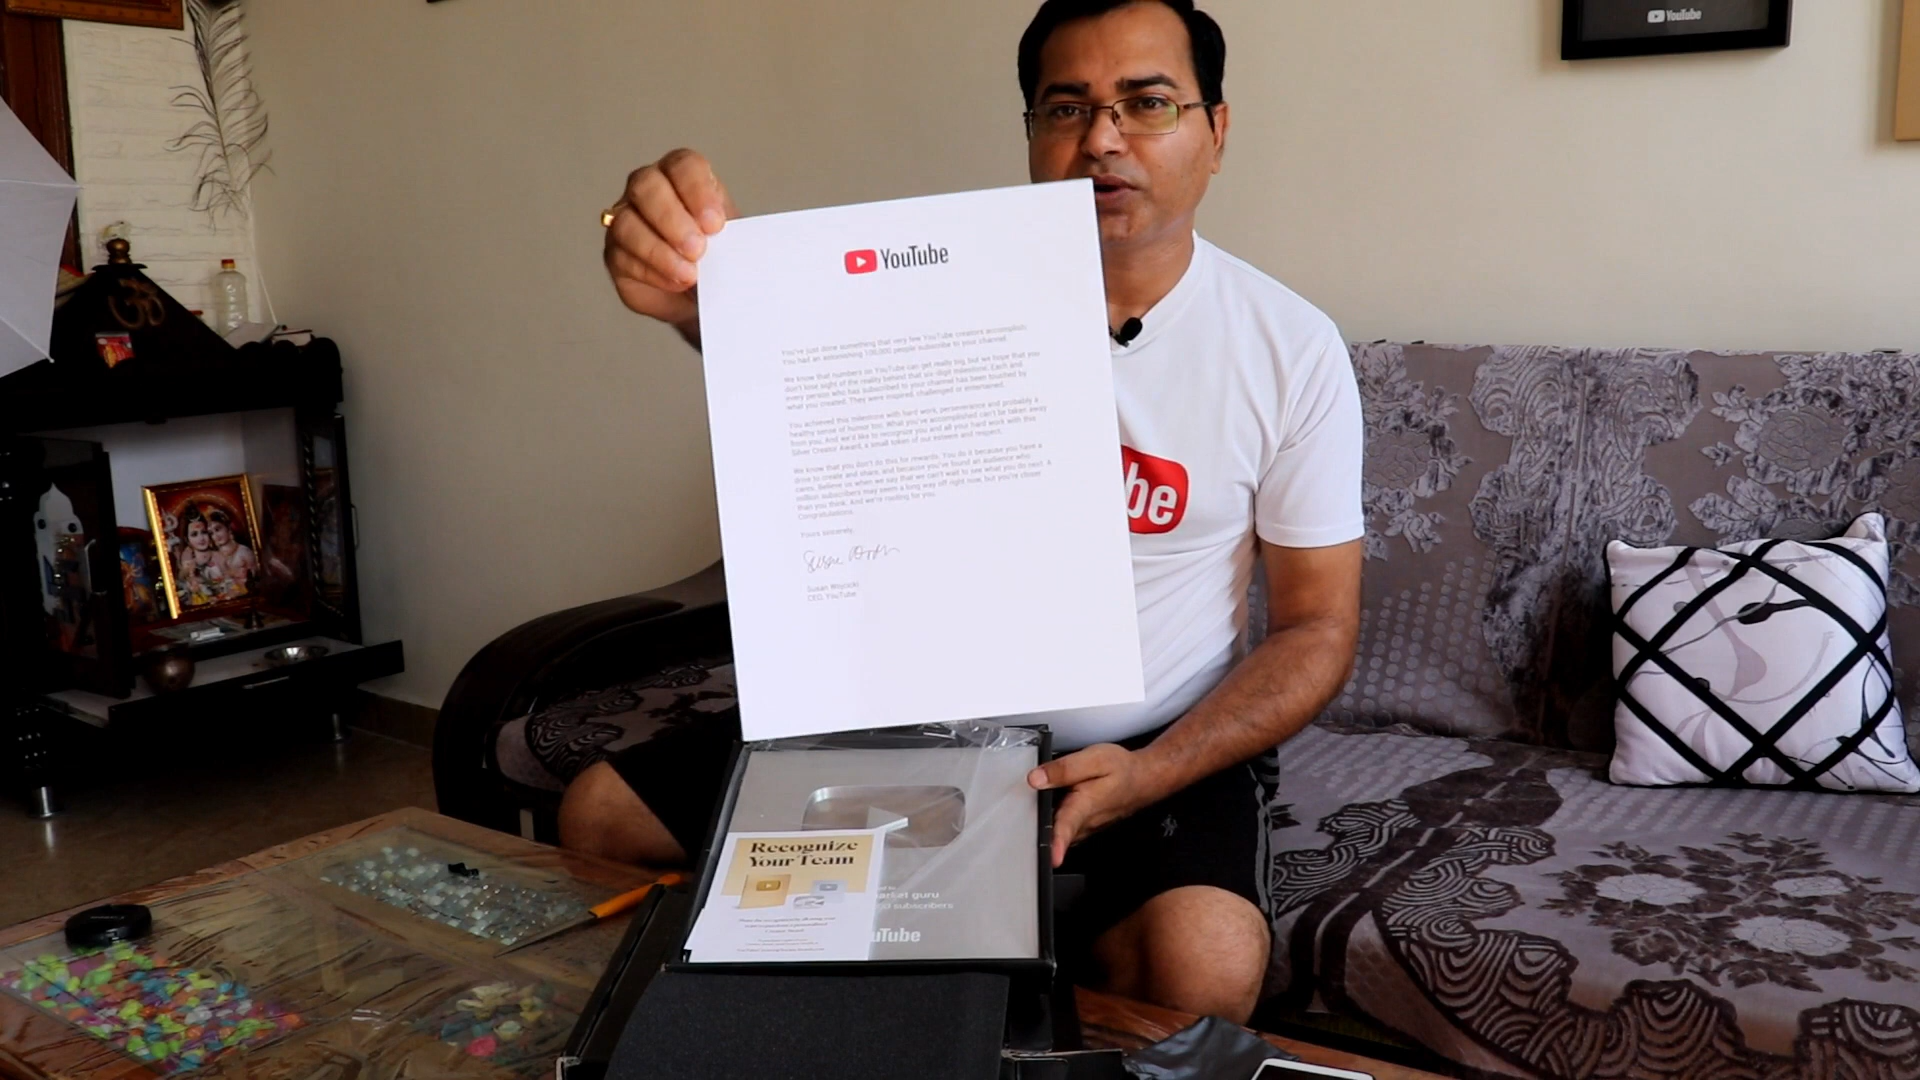 YouTube
YouTube
You've just done something that very few YouTube creators accomplish.
You had an astonishing 100,000 people subscribe to your channel.
We know that numbers on YouTube can get really big, but we hope that you
don't lose sight of the reality behind that six-digit milestone. Each and
every person who has subscribed to your channel has been touched by
what you created. They were inspired, challenged or entertained.
You achieved this milestone with hard work, perseverance and probably a
healthy sense of humor too. What you've accomplished can't be taken away
from you. And we'd like to recognize you and all your hard work with this
Silver Creator Award, a small token of our esteem and respect.
We know that you don't do this for rewards. You do it because you have a
drive to create and share, and because you've found an audience who
cares. Believe us when we say that we can't wait to see what you do next. A
million subscribers may seem a long way off right now, but you're closer
than you think. And we're rooting for you.
Congratulations.
Yours sincerely,
Susan Wojcicki
CEO, YouTube
be
Recognize
Your Team
arket guru
subscribers
uTube